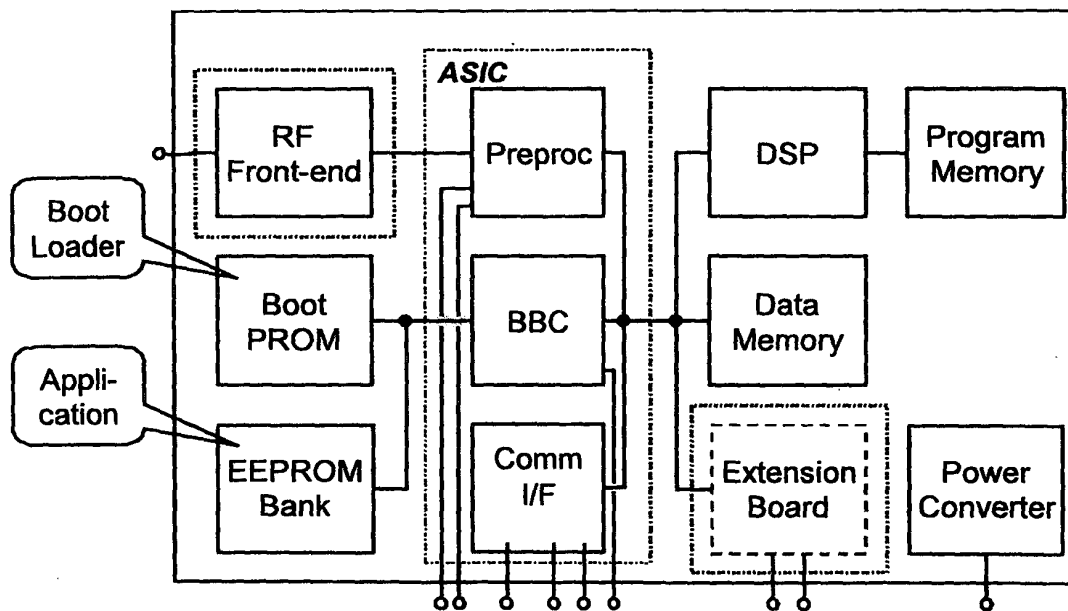 ASIC
RF
Front-end
Preproc
DSP
Program
Memory
Boot
Loader
Boot
PROM
BBC
Data
Memory
Appli-
cation
EEPROM
Bank
Comm
I/F
Extension
Board
Power
Converter